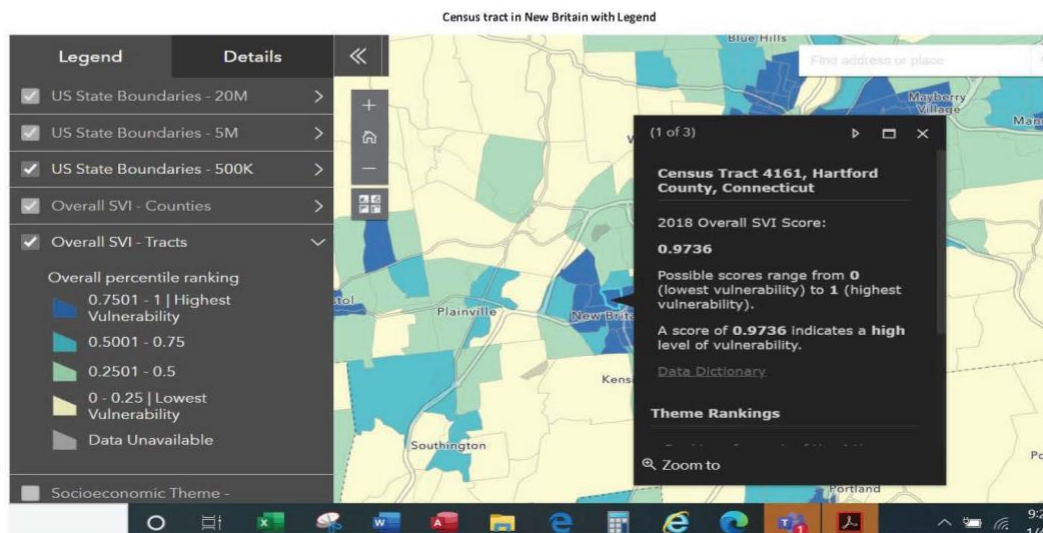 Census tract in New Britain with Legend
Legend
Details
US State Boundaries - 20M
US State Boundaries - 5M
US State Boundaries - 500K
Overall SVI - Counties
Overall SVI - Tracts
Overall percentile ranking
0.7501 - 1 | Highest
Vulnerability
0.5001 - 0.75
0.2501 - 0.5
0 - 0.25 | Lowest
Vulnerability
Data Unavailable
Socioeconomic Theme -
Blue Hills
Find address or place
Mayberry
Village
Plainville
Southington
Portland
(1 of 3)
Census Tract 4161, Hartford
County, Connecticut
2018 Overall SVI Score:
0.9736
Possible scores range from 0
(lowest vulnerability) to 1 (highest
vulnerability).
A score of 0.9736 indicates a high
level of vulnerability.
Data Dictionary
Theme Rankings
Zoom to